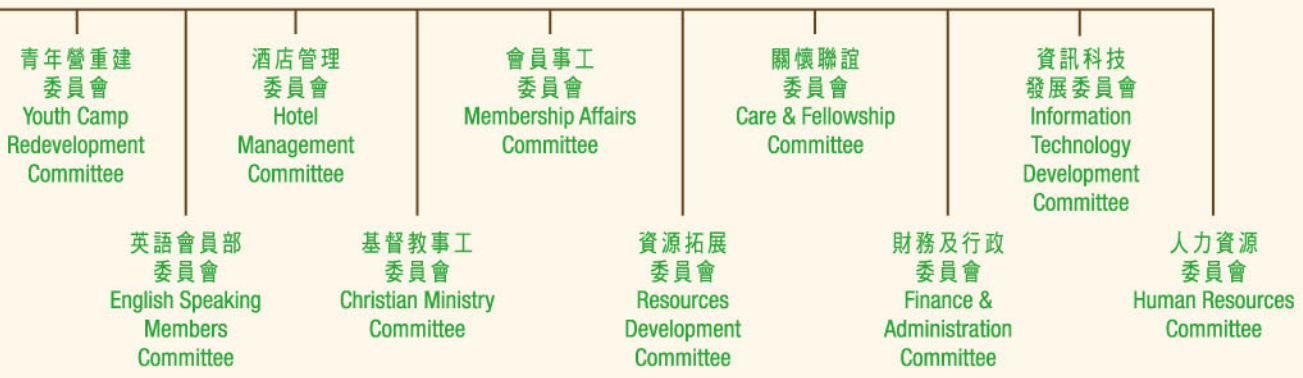 青年營重建
委員會
Youth Camp
Redevelopment
Committee
酒店管理
委員會
Hotel
Management
Committee
會員事工
委員會
Membership Affairs
Committee
關懷聯誼
委員會
Care & Fellowship
Committee
資訊科技
發展委員會
Information
Technology
Development
Committee
英語會員部
委員會
English Speaking
Members
Committee
基督教事工
委員會
Christian Ministry
Committee
資源拓展
委員會
Resources
Development
Committee
財務及行政
委員會
Finance &
Administration
Committee
人力資源
委員會
Human Resources
Committee